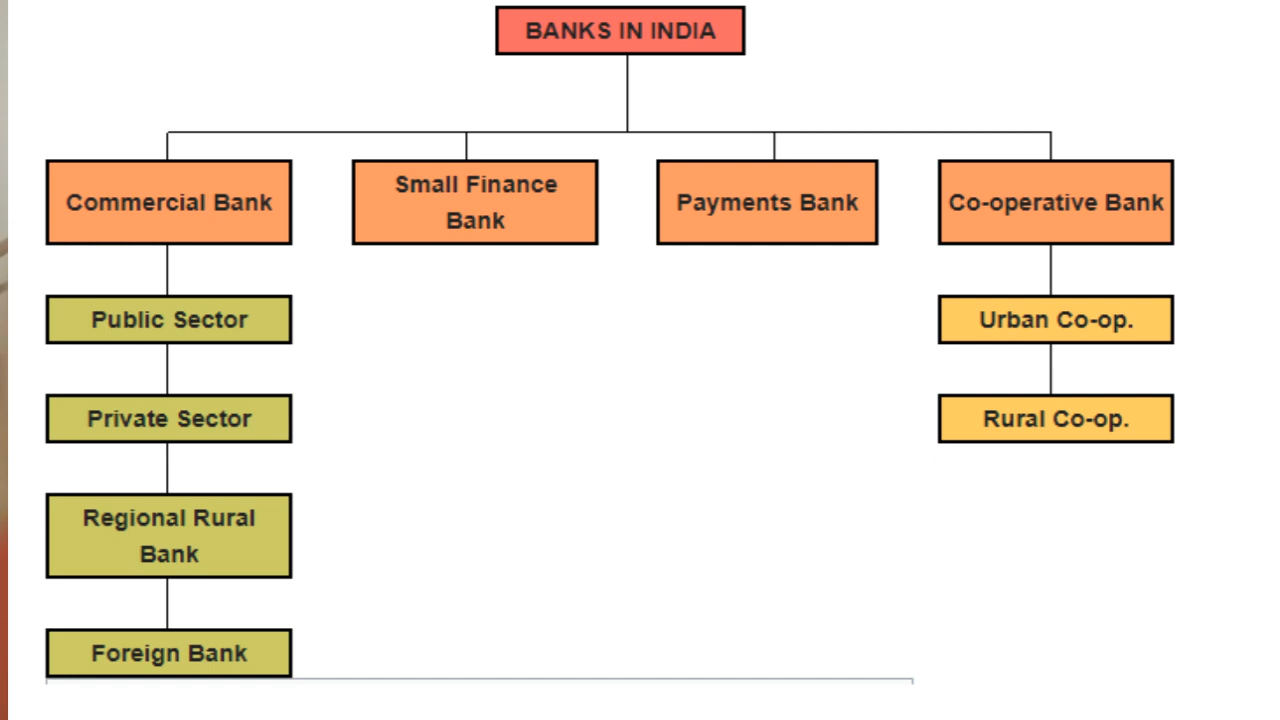 BANKS IN INDIA
Commercial Bank
Small Finance
Bank
Payments Bank
Co-operative Bank
Public Sector
Urban Co-op.
Private Sector
Rural Co-op.
Regional Rural
Bank
Foreign Bank